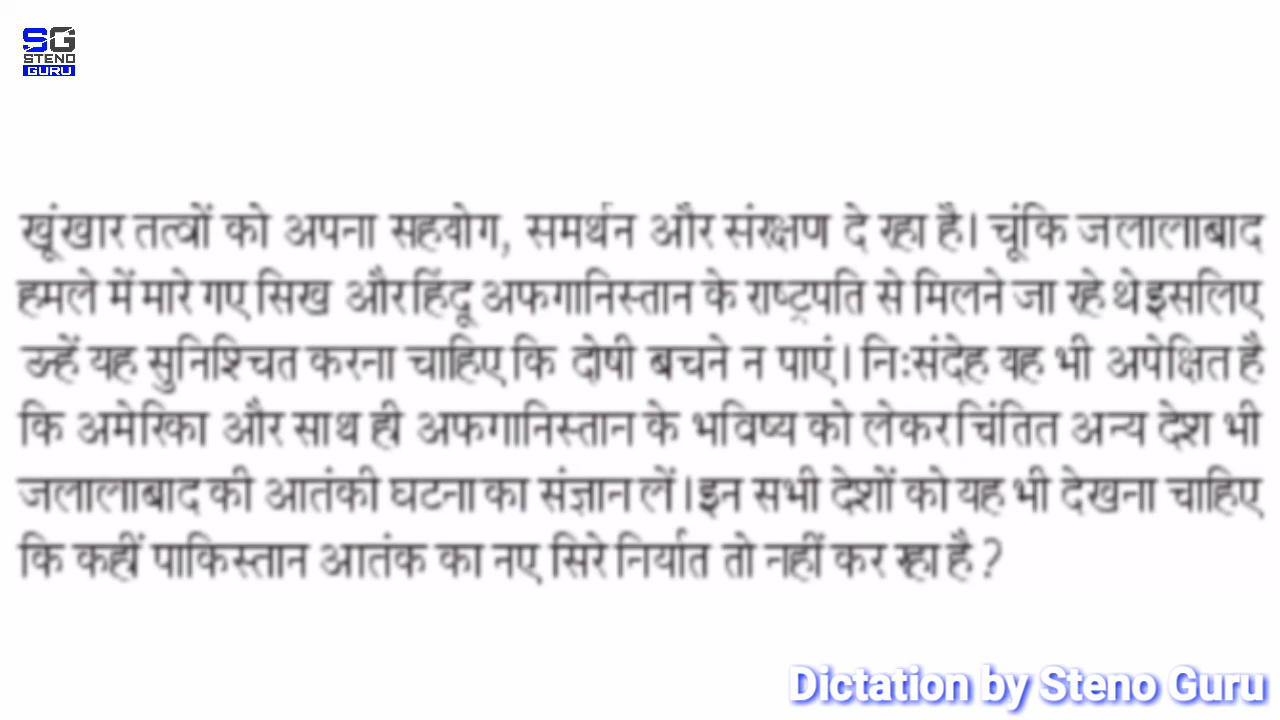 SG
STENO
GURU
खूंखार तत्वों को अपना सहयोग, समर्थन और संरक्षण दे रहा है। चूंकि जलालाबाद
हमले में मारे गए सिख और हिंदू अफगानिस्तान के राष्ट्रपति से मिलने जा रहे थे इसलिए
उन्हें यह सुनिश्चित करना चाहिए कि दोषी बचने न पाएं। निःसंदेह यह भी अपेक्षित है
कि अमेरिका और साथ ही अफगानिस्तान के भविष्य को लेकर चिंतित अन्य देश भी
जलालाबाद की आतंकी घटना का संज्ञान लें। इन सभी देशों को यह भी देखना चाहिए
कि कहीं पाकिस्तान आतंक का नए सिरे निर्यात तो नहीं कर रहा है ?
Dictation by Steno Guru